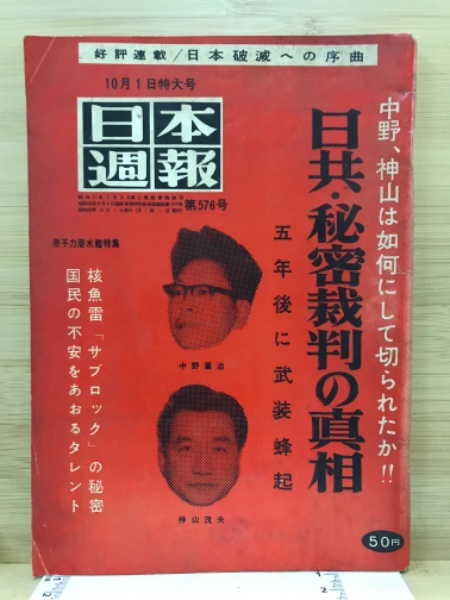 好評連載/日本破滅への序曲
10月1日特大号
日本
週報
第576号
中野、神山は如何にして切られたか!!
日共・秘密裁判の真相
五年後に武装蜂起
原子力潜水艦特集
核魚雷「サブロック」の秘密
国民の不安をあおるタレント
中野重治
神山茂夫
50円
1
2